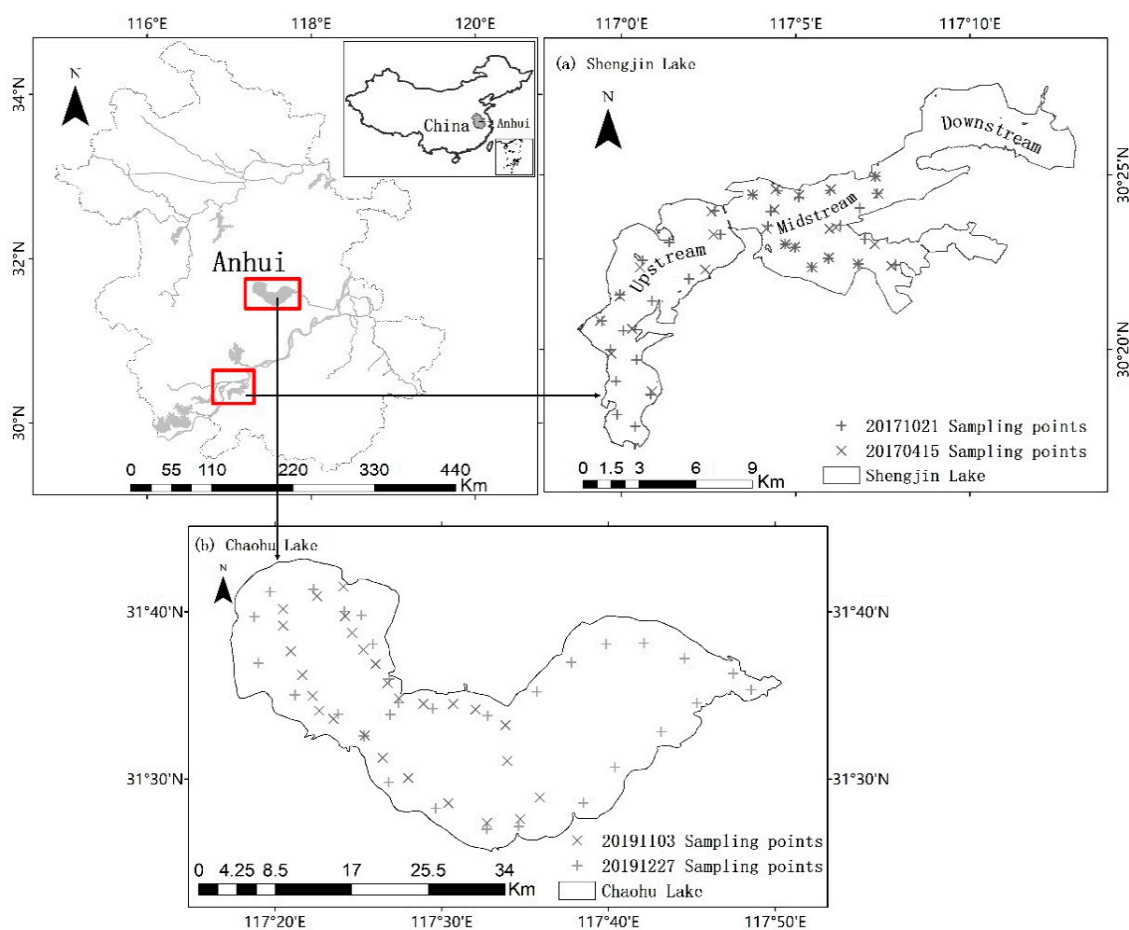 116°E 118°E 120°E
34°N
32°N
30°N
N
China
Anhui
Anhui
0 55 110 220 330 440
Km
117°0'E 117°5'E 117°10'E
(a) Shengjin Lake
N
Downstream
Midstream
Upstream
30°25'N
30°20'N
20171021 Sampling points
20170415 Sampling points
Shengjin Lake
0 1.5 3 6 9
Km
(b) Chaohu Lake
N
31°40'N 31°40'N
31°30'N 31°30'N
20191103 Sampling points
20191227 Sampling points
Chaohu Lake
0 4.25 8.5 17 25.5 34
Km
117°20'E 117°40'E 117°50'E